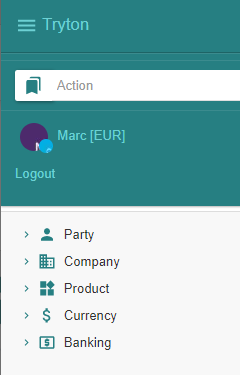 Tryton
Action
Marc [EUR]
Logout
Party
Company
Product
Currency
Banking